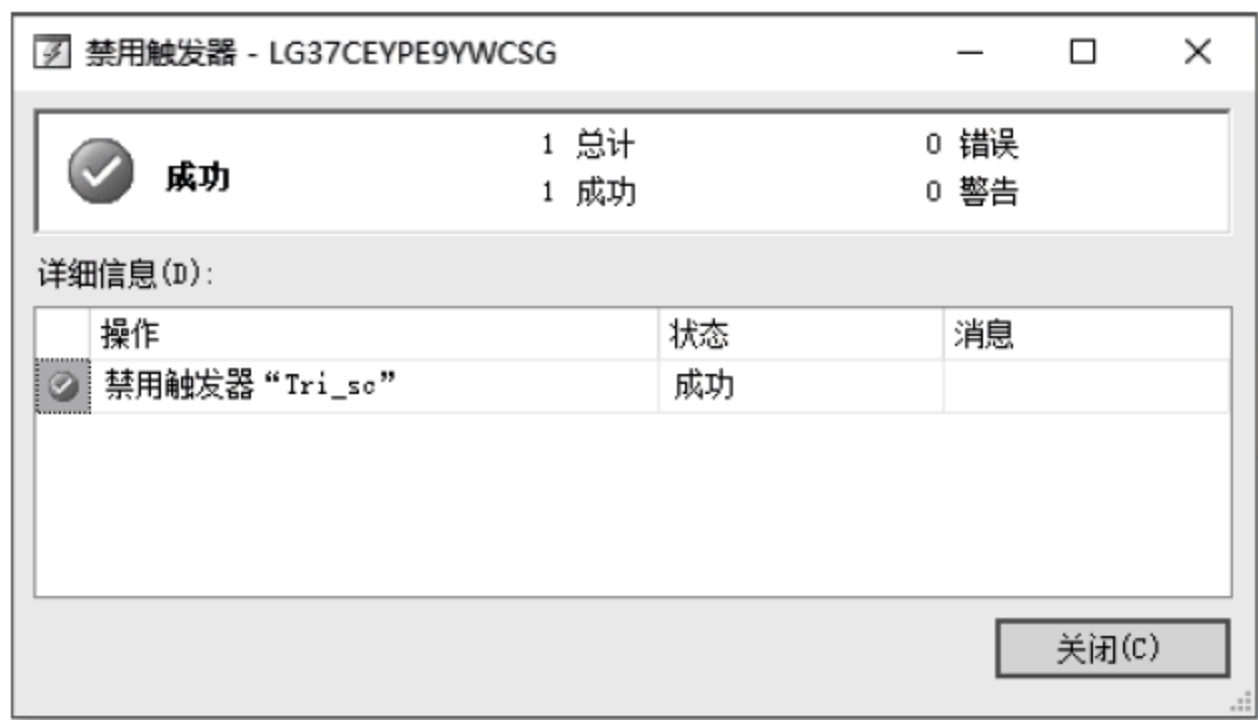 禁用触发器 - LG37CEYPE9YWCSG
成功
1 总计
0 错误
1 成功
0 警告
详细信息(D):
操作 状态 消息
禁用触发器“Tri_sc” 成功
关闭(C)